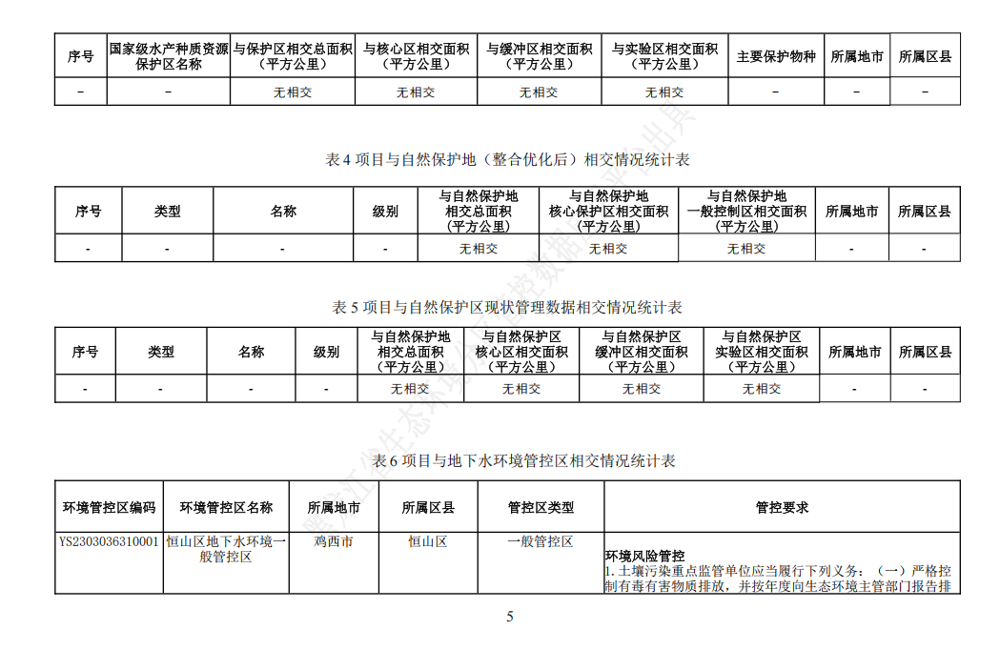 序号 国家级水产种质资源保护区名称 与保护区相交总面积（平方公里） 与核心区相交面积（平方公里） 与缓冲区相交面积（平方公里） 与实验区相交面积（平方公里） 主要保护物种 所属地市 所属区县
– – 无相交 无相交 无相交 无相交 – – –
表 4 项目与自然保护地（整合优化后）相交情况统计表
序号 类型 名称 级别 与自然保护地相交总面积(平方公里) 与自然保护地核心保护区相交面积(平方公里) 与自然保护地一般控制区相交面积(平方公里) 所属地市 所属区县
- - - - 无相交 无相交 无相交 - -
表 5 项目与自然保护区现状管理数据相交情况统计表
序号 类型 名称 级别 与自然保护地相交总面积（平方公里） 与自然保护区核心区相交面积（平方公里） 与自然保护区缓冲区相交面积（平方公里） 与自然保护区实验区相交面积（平方公里） 所属地市 所属区县
- - - - 无相交 无相交 无相交 无相交 - -
表 6 项目与地下水环境管控区相交情况统计表
环境管控区编码 环境管控区名称 所属地市 所属区县 管控区类型 管控要求
YS2303036310001 恒山区地下水环境一般管控区 鸡西市 恒山区 一般管控区
环境风险管控
1.土壤污染重点监管单位应当履行下列义务：（一）严格控
制有毒有害物质排放，并按年度向生态环境主管部门报告排
5